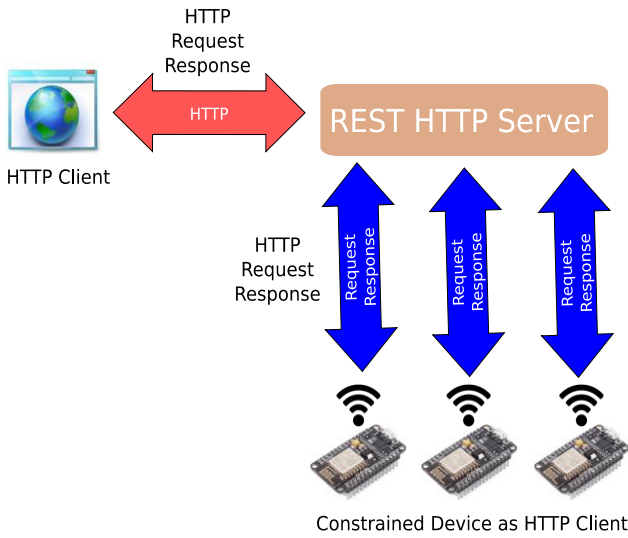 HTTP
Request
Response
HTTP
REST HTTP Server
HTTP Client
HTTP
Request
Response
Request
Response
Request
Response
Request
Response
Constrained Device as HTTP Client